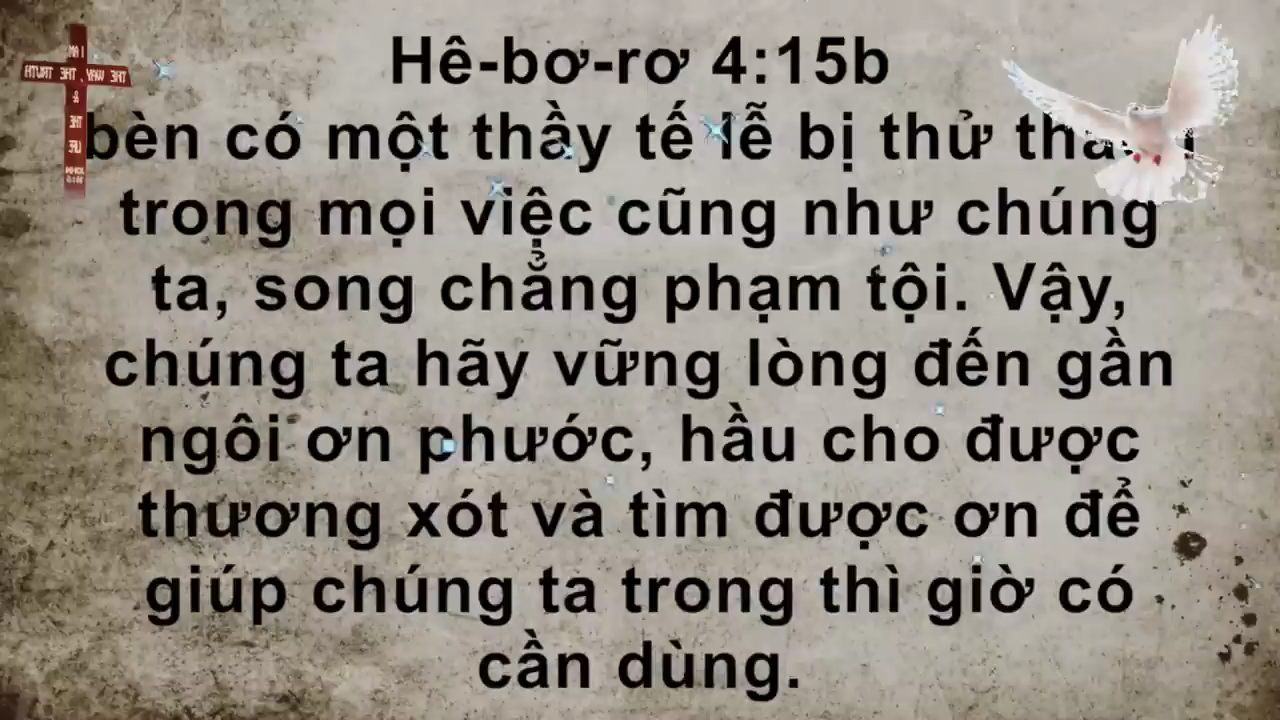 Hê-bơ-rơ 4:15b
bèn có một thầy tế lễ bị thử
trong mọi việc cũng như chúng
ta, song chẳng phạm tội. Vậy,
chúng ta hãy vững lòng đến gần
ngôi ơn phước, hầu cho được
thương xót và tìm được ơn để
giúp chúng ta trong thì giờ có
cần dùng.